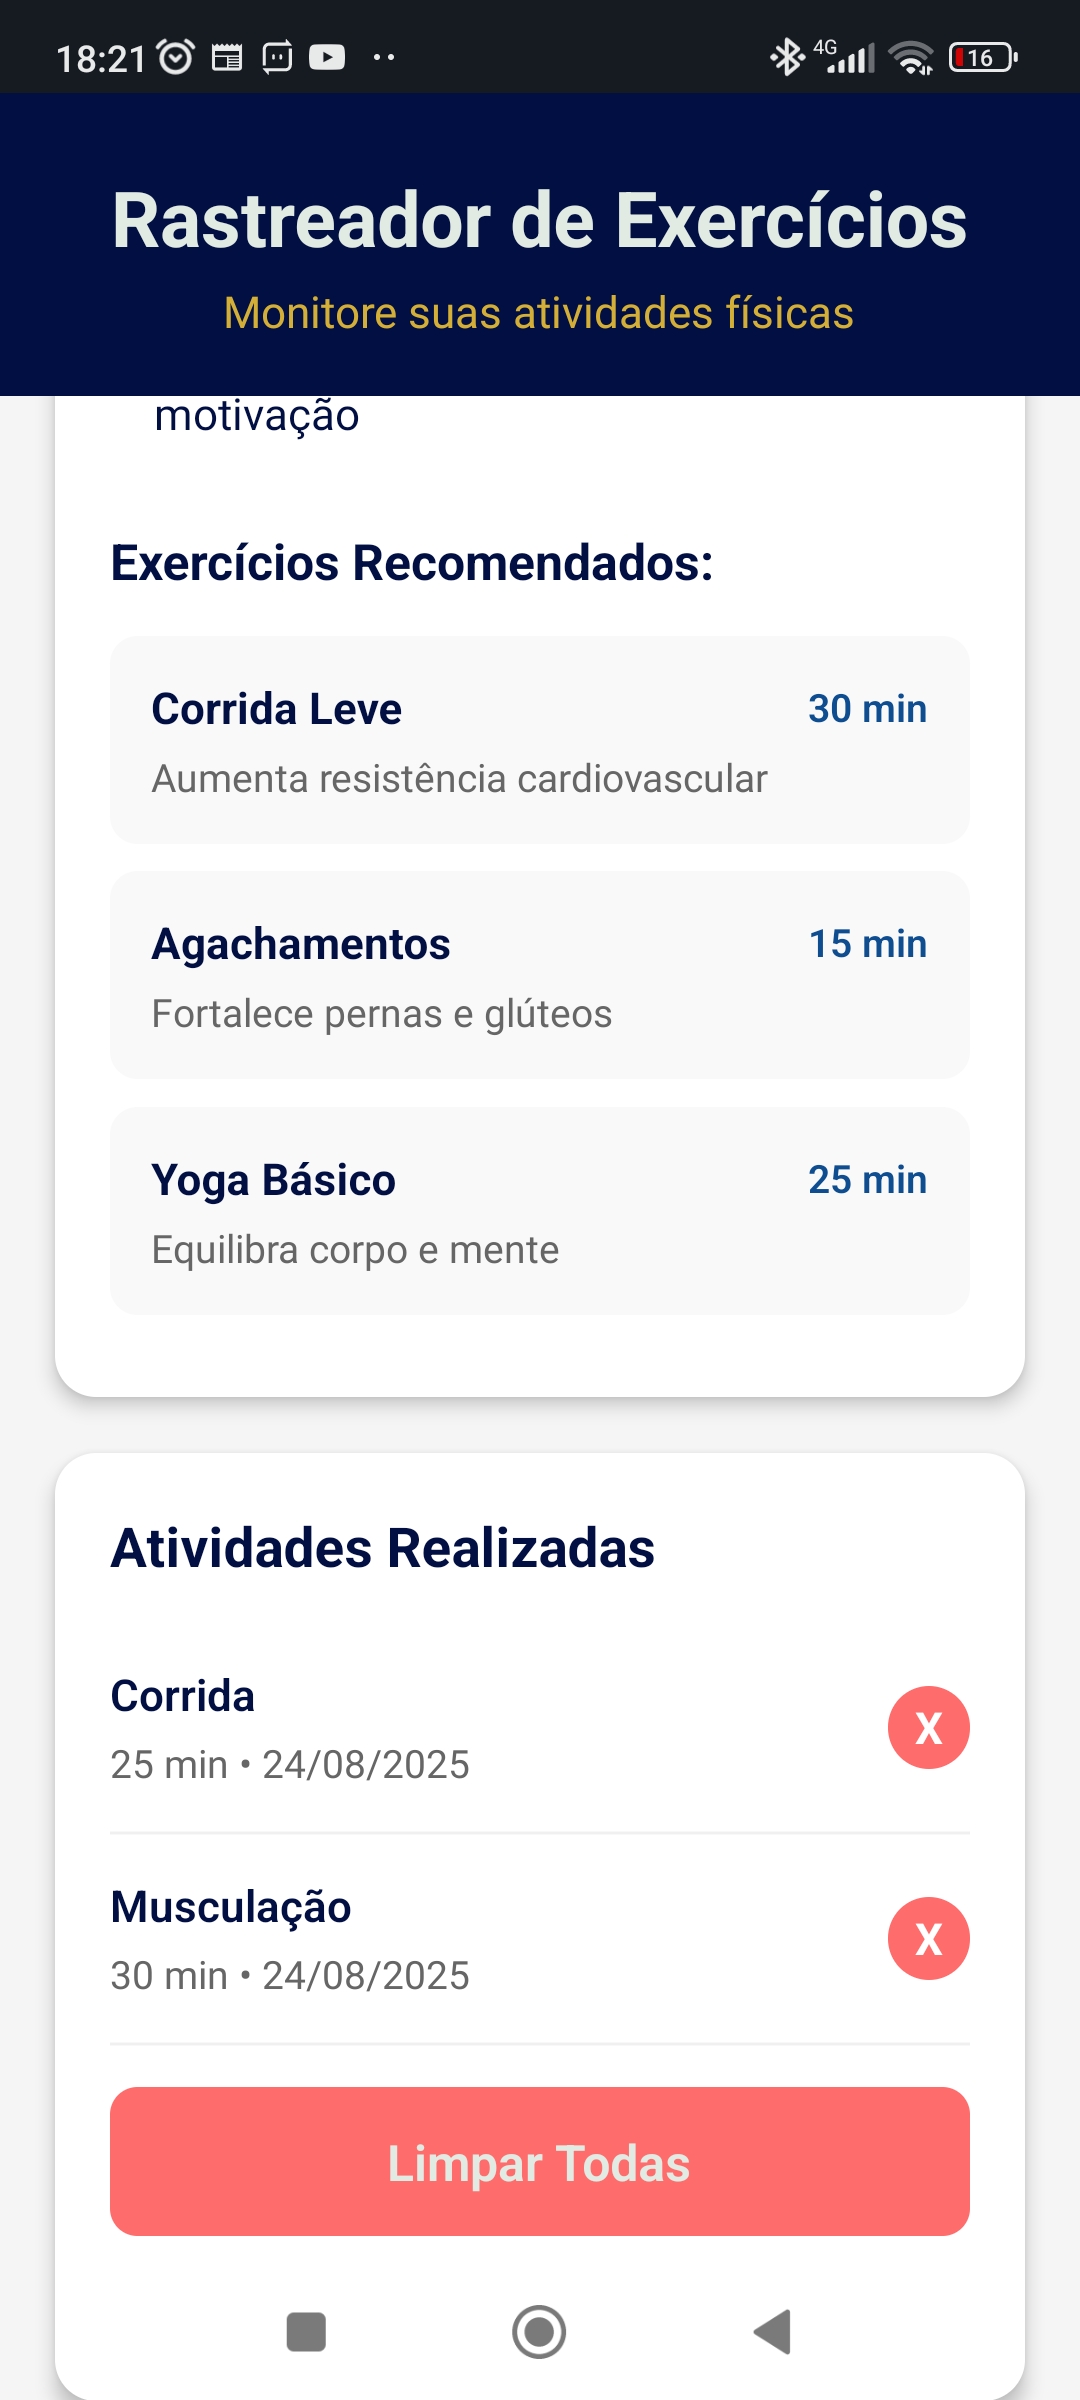 18:21
4G
16
Rastreador de Exercícios
Monitore suas atividades físicas
motivação
Exercícios Recomendados:
Corrida Leve 30 min
Aumenta resistência cardiovascular
Agachamentos 15 min
Fortalece pernas e glúteos
Yoga Básico 25 min
Equilibra corpo e mente
Atividades Realizadas
Corrida
25 min • 24/08/2025
X
Musculação
30 min • 24/08/2025
X
Limpar Todas